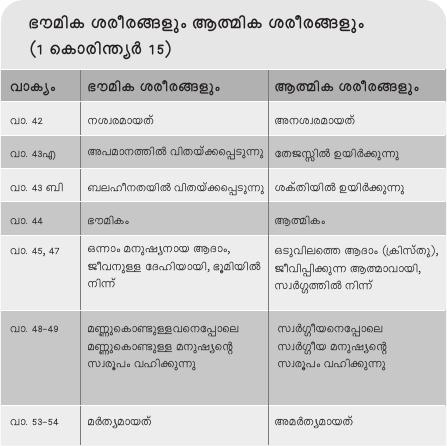 ഭൗമിക ശരീരങ്ങളും ആത്മിക ശരീരങ്ങളും
(1 കൊരിന്ത്യർ 15)
വാക്യം ഭൗമിക ശരീരങ്ങളും ആത്മിക ശരീരങ്ങളും
വാ. 42 നശ്വരമായത് അനശ്വരമായത്
വാ. 43എ അപമാനത്തിൽ വിതയ്ക്കപ്പെടുന്നു തേജസ്സിൽ ഉയിർക്കുന്നു
വാ. 43 ബി ബലഹീനതയിൽ വിതയ്ക്കപ്പെടുന്നു ശക്തിയിൽ ഉയിർക്കുന്നു
വാ. 44 ഭൗമികം ആത്മികം
വാ. 45, 47 ഒന്നാം മനുഷ്യനായ ആദാം, ഒടുവിലത്തെ ആദാം (ക്രിസ്തു),
ജീവനുള്ള ദേഹിയായി, ഭൂമിയിൽ ജീവിപ്പിക്കുന്ന ആത്മാവായി,
നിന്ന് സ്വർഗ്ഗത്തിൽ നിന്ന്
വാ. 48-49 മണ്ണുകൊണ്ടുള്ളവനെപ്പോലെ സ്വർഗ്ഗീയനെപ്പോലെ
മണ്ണുകൊണ്ടുള്ള മനുഷ്യന്റെ സ്വർഗ്ഗീയ മനുഷ്യന്റെ
സ്വരൂപം വഹിക്കുന്നു സ്വരൂപം വഹിക്കുന്നു
വാ. 53-54 മർത്യമായത് അമർത്യമായത്